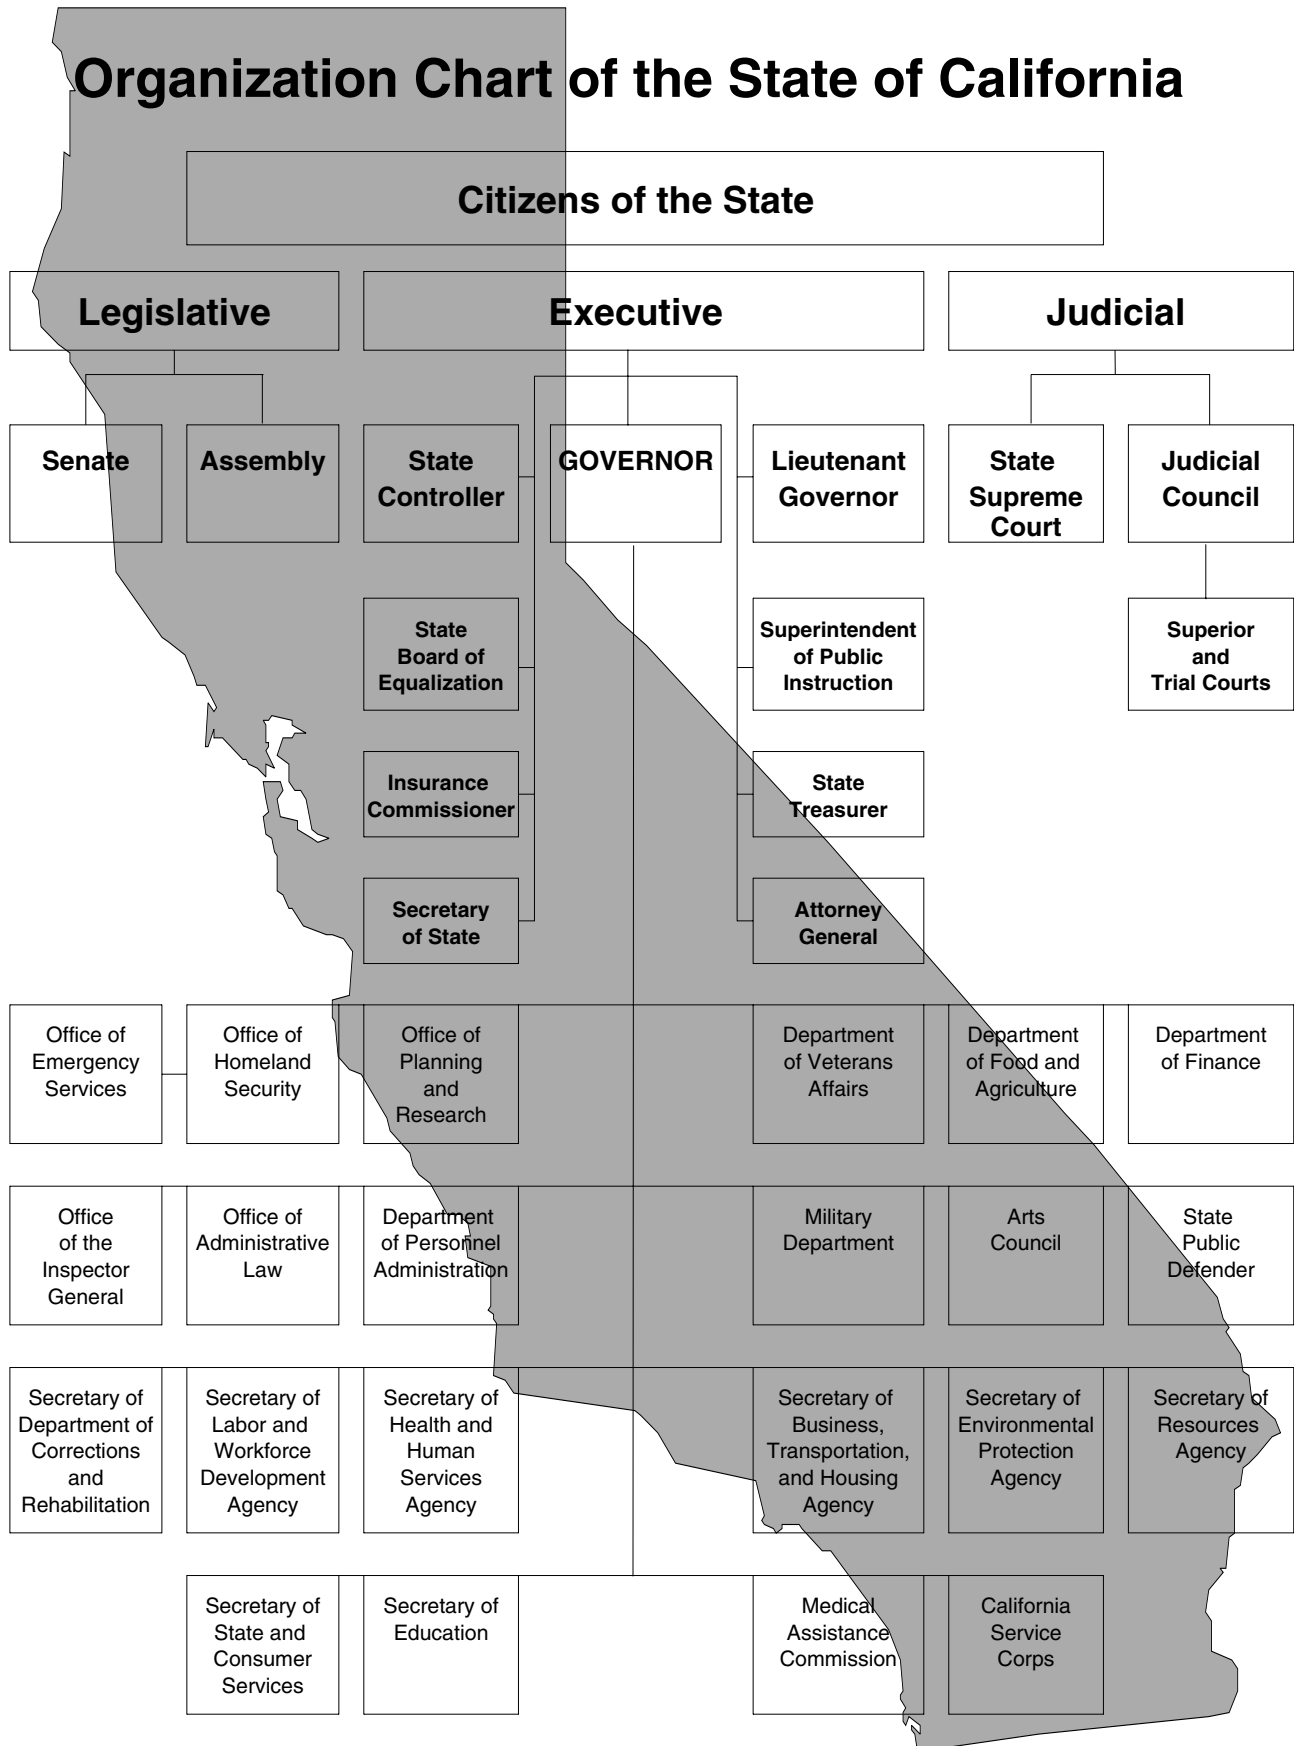 Organization Chart of the State of California
Citizens of the State
Legislative
Executive
Judicial
Senate
Assembly
State
Controller
GOVERNOR
Lieutenant
Governor
State
Supreme
Court
Judicial
Council
State
Board of
Equalization
Superintendent
of Public
Instruction
Superior
and
Trial Courts
Insurance
Commissioner
State
Treasurer
Secretary
of State
Attorney
General
Office of
Emergency
Services
Office of
Homeland
Security
Office of
Planning
and
Research
Department
of Veterans
Affairs
Department
of Food and
Agriculture
Department
of Finance
Office
of the
Inspector
General
Office of
Administrative
Law
Department
of Personnel
Administration
Military
Department
Arts
Council
State
Public
Defender
Secretary of
Department of
Corrections
and
Rehabilitation
Secretary of
Labor and
Workforce
Development
Agency
Secretary of
Health and
Human
Services
Agency
Secretary of
Business,
Transportation,
and Housing
Agency
Secretary of
Environmental
Protection
Agency
Secretary of
Resources
Agency
Secretary of
State and
Consumer
Services
Secretary of
Education
Medical
Assistance
Commission
California
Service
Corps